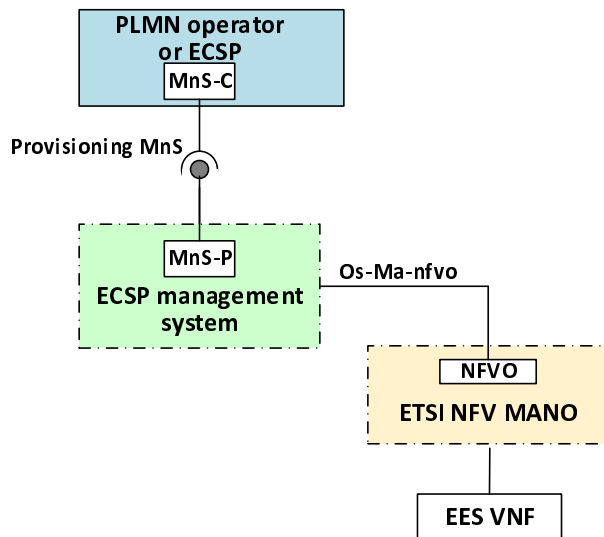 PLMN operator
or ECSP
MnS-C
Provisioning MnS
MnS-P
ECSP management
system
Os-Ma-nfvo
NFVO
ETSI NFV MANO
EES VNF